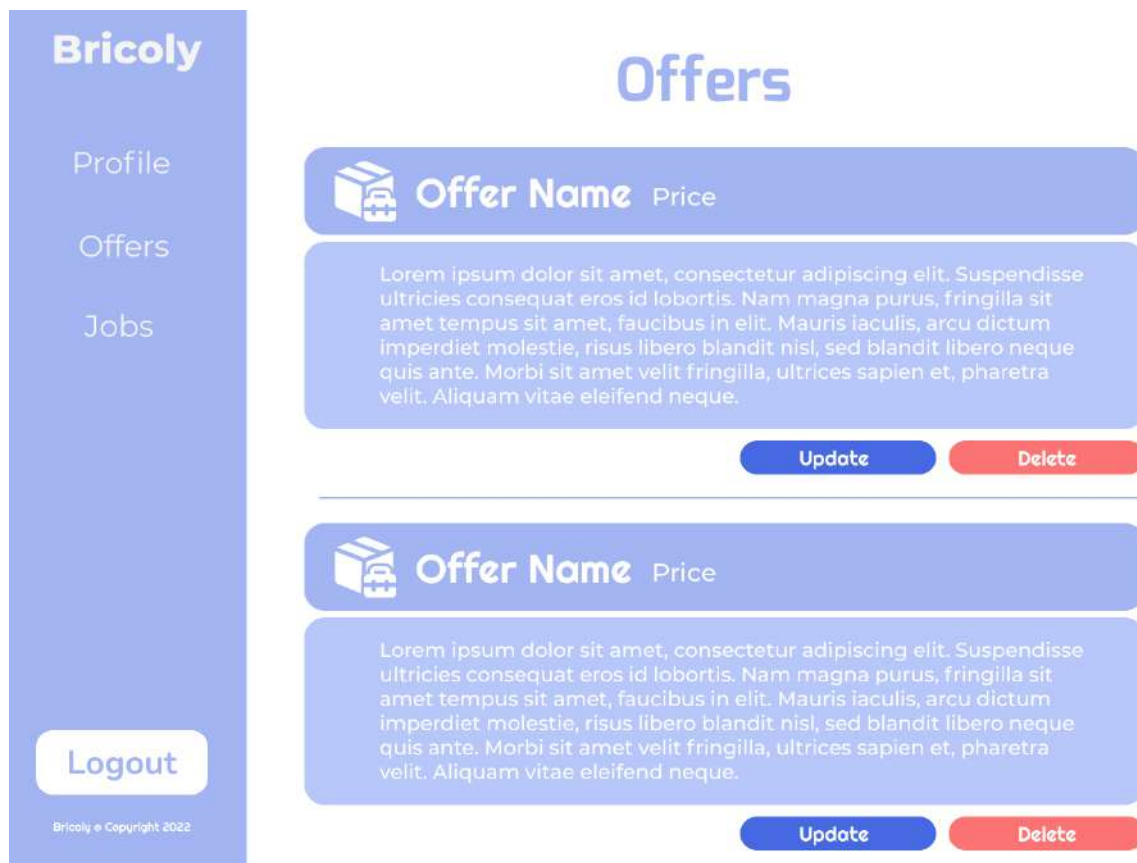 Bricoly
Profile
Offers
Jobs
Logout
Bricoly © Copyright 2022
Offers
Offer Name Price
Lorem ipsum dolor sit amet, consectetur adipiscing elit. Suspendisse
ultricies consequat eros id lobortis. Nam magna purus, fringilla sit
amet tempus sit amet, faucibus in elit. Mauris iaculis, arcu dictum
imperdiet molestie, risus libero blandit nisl, sed blandit libero neque
quis ante. Morbi sit amet velit fringilla, ultrices sapien et, pharetra
velit. Aliquam vitae eleifend neque.
Update Delete
Offer Name Price
Lorem ipsum dolor sit amet, consectetur adipiscing elit. Suspendisse
ultricies consequat eros id lobortis. Nam magna purus, fringilla sit
amet tempus sit amet, faucibus in elit. Mauris iaculis, arcu dictum
imperdiet molestie, risus libero blandit nisl, sed blandit libero neque
quis ante. Morbi sit amet velit fringilla, ultrices sapien et, pharetra
velit. Aliquam vitae eleifend neque.
Update Delete